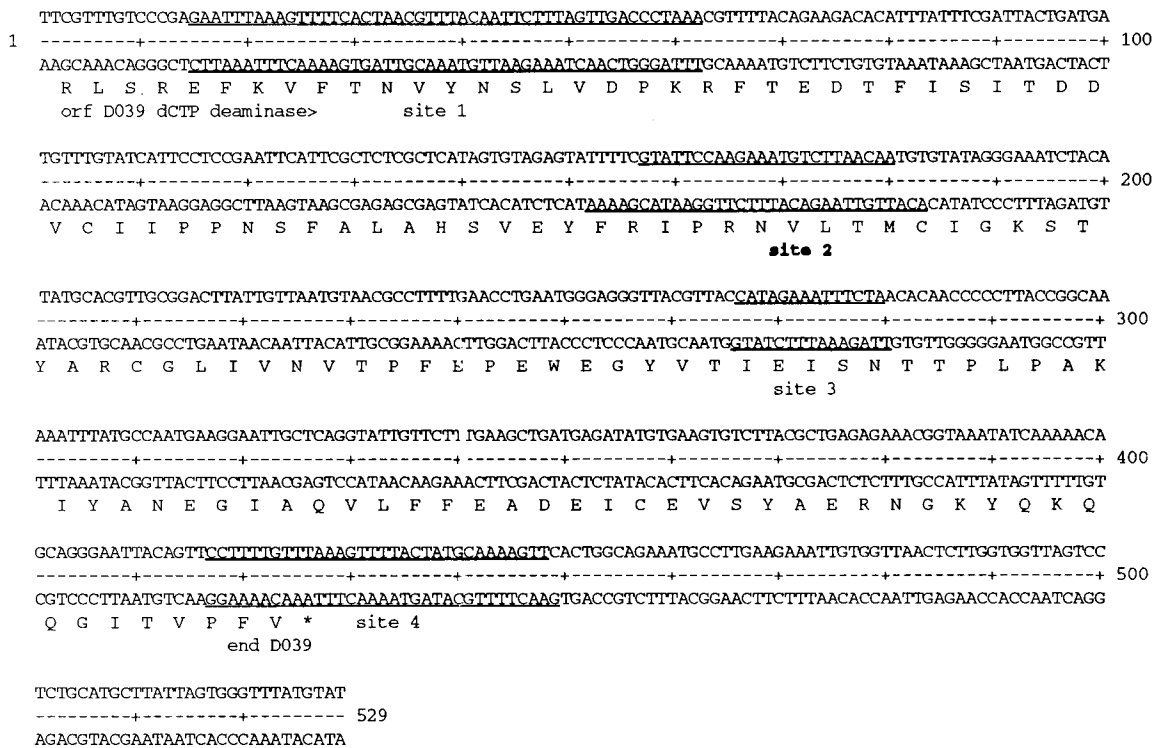 TTCGTTTGTCCCGAGAATTTAAAGTTTTCACTAACGTTTACAATTCTTTAGTTGACCCTAAACGTTTTACAGAAGACACATTTATTTCGATTACTGATGA
1 ---------+---------+---------+---------+---------+---------+---------+---------+---------+---------+ 100
AAGCAAACAGGGCTCTTAAATTTCAAAAGTGATTGCAAATGTTAAGAAATCAACTGGGATTTGCAAAATGTCTTCTGTGTAAATAAAGCTAATGACTACT
R L S R E F K V F T N V Y N S L V D P K R F T E D T F I S I T D D
orf D039 dCTP deaminase> site 1
TGTTTGTATCATTCCTCCGAATTCATTCGCTCTCGCTCATAGTGTAGAGTATTTTCGTATTCCAAGAAATGTCTTAACAATGTGTATAGGGAAATCTACA
---------+---------+---------+---------+---------+---------+---------+---------+---------+---------+ 200
ACAAACATAGTAAGGAGGCTTAAGTAAGCGAGAGCGAGTATCACATCTCATAAAAGCATAAGGTTCTTTACAGAATTGTTACACATATCCCTTTAGATGT
V C I I P P N S F A L A H S V E Y F R I P R N V L T M C I G K S T
site 2
TATGCACGTTGCGGACTTATTGTTAATGTAACGCCTTTTGAACCTGAATGGGAGGGTTACGTTACCATAGAAATTTCTAACACAACCCCCTTACCGGCAA
---------+---------+---------+---------+---------+---------+---------+---------+---------+---------+ 300
ATACGTGCAACGCCTGAATAACAATTACATTGCGGAAAACTTGGACTTACCCTCCCAATGCAATGGTATCTTTAAAGATTGTGTTGGGGGAATGGCCGTT
Y A R C G L I V N V T P F E P E W E G Y V T I E I S N T T P L P A K
site 3
AAATTTATGCCAATGAAGGAATTGCTCAGGTATTGTTCTTTGAAGCTGATGAGATATGTGAAGTGTCTTACGCTGAGAGAAACGGTAAATATCAAAAACA
---------+---------+---------+---------+---------+---------+---------+---------+---------+---------+ 400
TTTAAATACGGTTACTTCCTTAACGAGTCCATAACAAGAAACTTCGACTACTCTATACACTTCACAGAATGCGACTCTCTTTGCCATTTATAGTTTTTGT
I Y A N E G I A Q V L F F E A D E I C E V S Y A E R N G K Y Q K Q
GCAGGGAATTACAGTTCCTTTTGTTTAAAGTTTTACTATGCAAAAGTTCACTGGCAGAAATGCCTTGAAGAAATTGTGGTTAACTCTTGGTGGTTAGTCC
---------+---------+---------+---------+---------+---------+---------+---------+---------+---------+ 500
CGTCCCTTAATGTCAAGGAAAACAAATTTCAAAATGATACGTTTTCAAGTGACCGTCTTTACGGAACTTCTTTAACACCAATTGAGAACCACCAATCAGG
Q G I T V P F V * site 4
end D039
TCTGCATGCTTATTAGTGGGTTTATGTAT
---------+---------+--------- 529
AGACGTACGAATAATCACCCAAATACATA